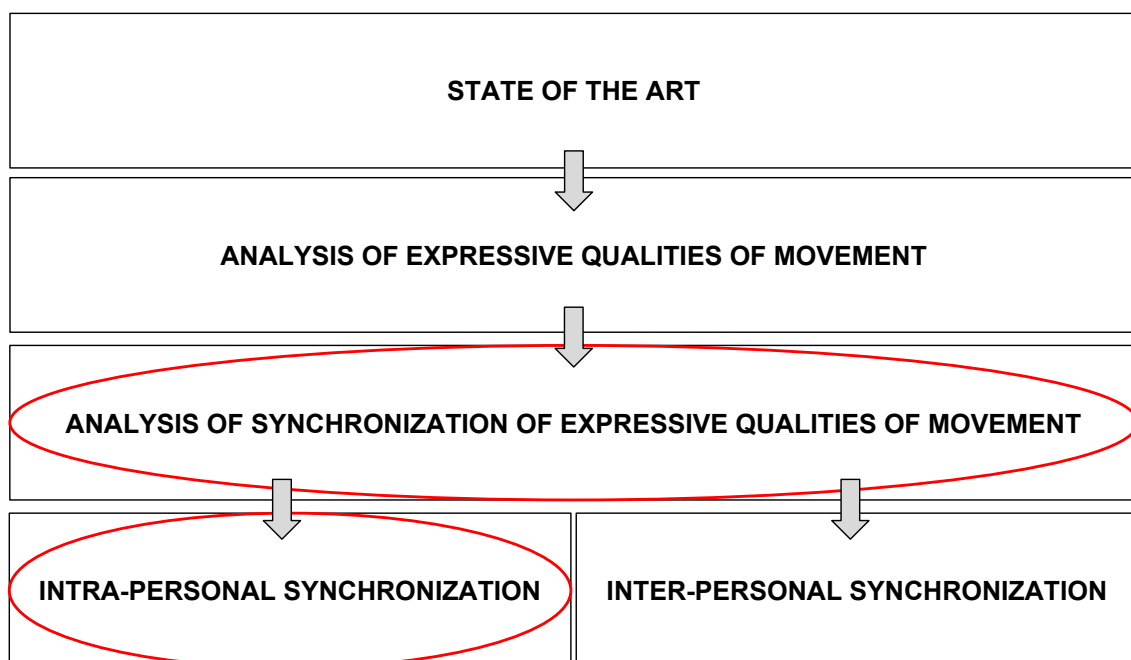 STATE OF THE ART
ANALYSIS OF EXPRESSIVE QUALITIES OF MOVEMENT
ANALYSIS OF SYNCHRONIZATION OF EXPRESSIVE QUALITIES OF MOVEMENT
INTRA-PERSONAL SYNCHRONIZATION
INTER-PERSONAL SYNCHRONIZATION